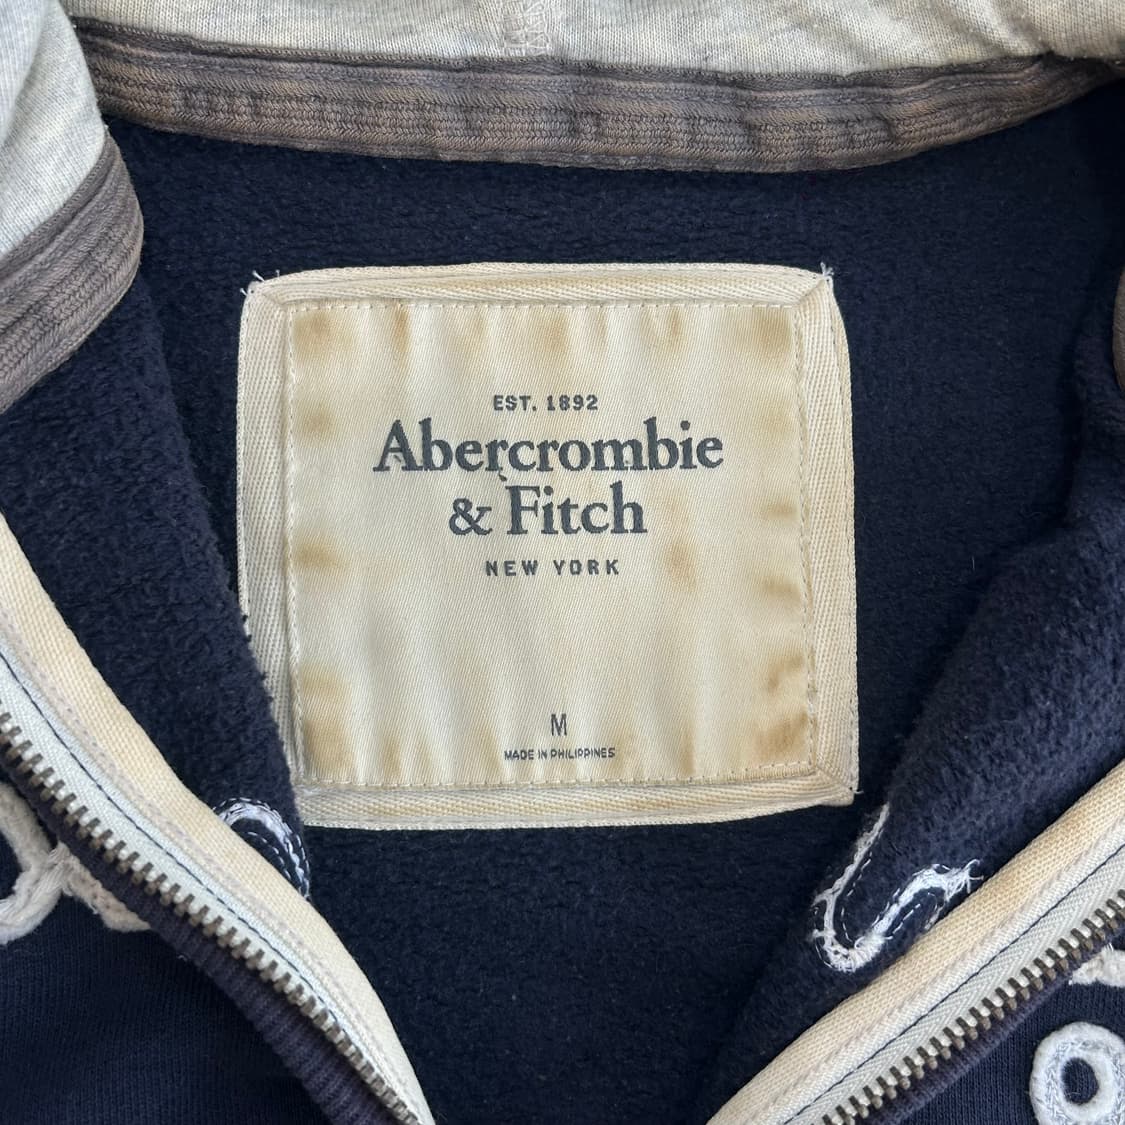 EST. 1892
Abercrombie
& Fitch
NEW YORK
M
MADE IN PHILIPPINES